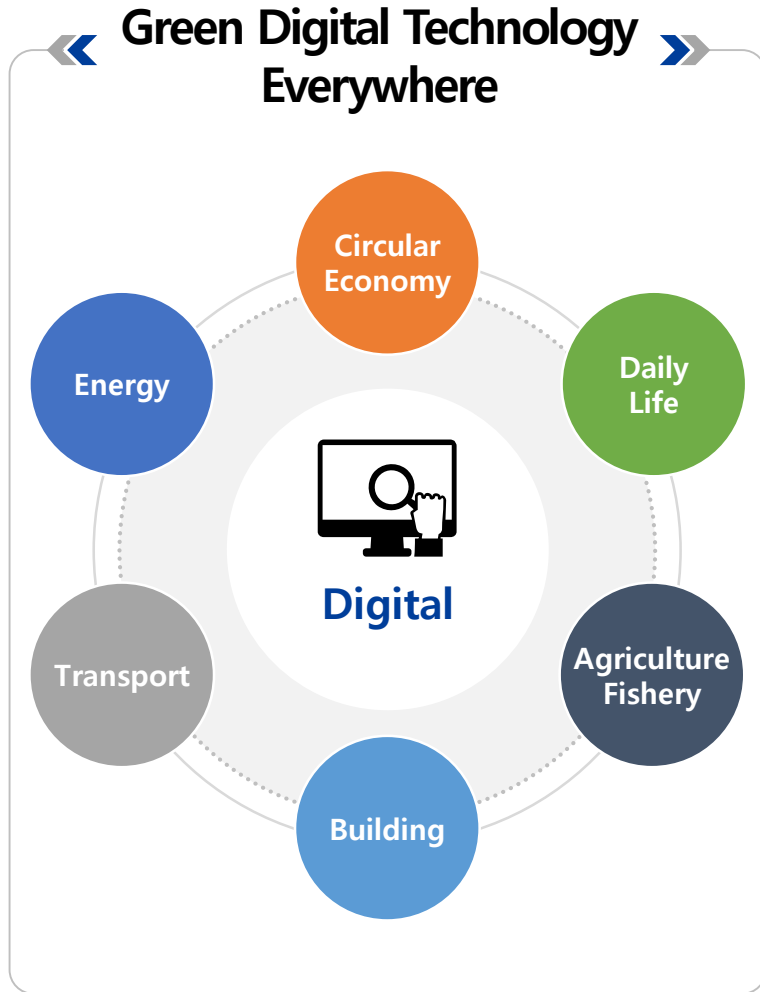 Green Digital Technology
Everywhere
Circular
Economy
Energy
Daily
Life
Digital
Transport
Agriculture
Fishery
Building